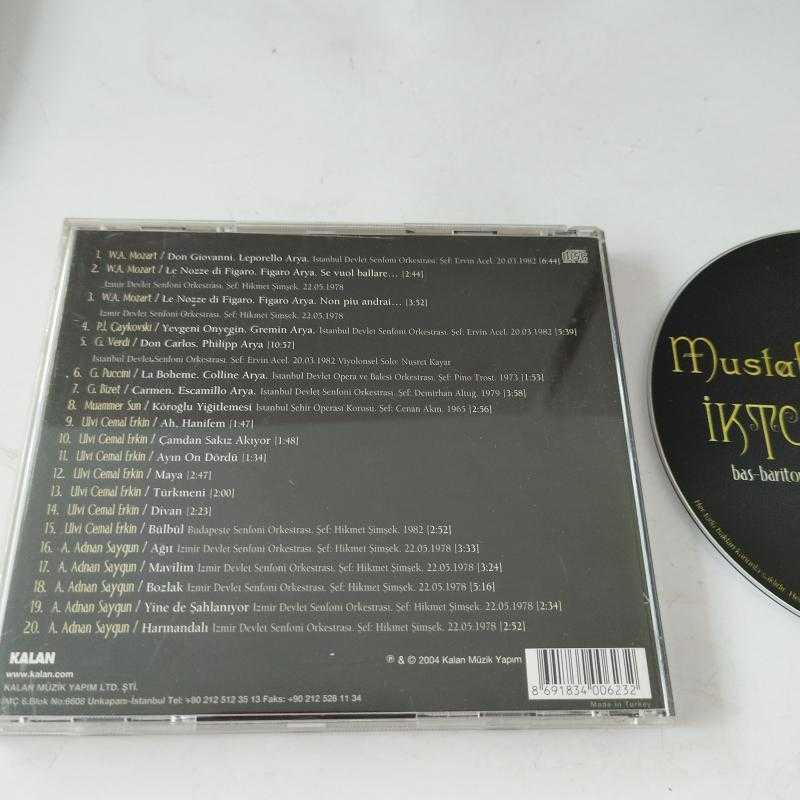 1. W.A. Mozart / Don Giovanni. Leporello Arya. İstanbul Devlet Senfoni Orkestrası. Şef: Ervin Acel. 20.03.1982 [6:44]
2. W.A. Mozart / Le Nozze di Figaro. Figaro Arya. Se vuol ballare... [2:44]
İzmir Devlet Senfoni Orkestrası. Şef: Hikmet Şimşek. 22.05.1978
3. W.A. Mozart / Le Nozze di Figaro. Figaro Arya. Non piu andrai... [3:52]
İzmir Devlet Senfoni Orkestrası. Şef: Hikmet Şimşek. 22.05.1978
4. P.I. Çaykovski / Yevgeni Onyegin. Gremin Arya. İstanbul Devlet Senfoni Orkestrası. Şef: Ervin Acel. 20.03.1982 [5:39]
5. G. Verdi / Don Carlos. Philipp Arya [10:57]
İstanbul Devlet Senfoni Orkestrası. Şef: Ervin Acel. 20.03.1982 Viyolonsel Solo: Nusret Kayar
6. G. Puccini / La Boheme. Colline Arya. İstanbul Devlet Opera ve Balesi Orkestrası. Şef: Pino Trost. 1973 [1:53]
7. G. Bizet / Carmen. Escamillo Arya. İstanbul Devlet Senfoni Orkestrası. Şef: Demirhan Altuğ. 1979 [3:58]
8. Muammer Sun / Köroğlu Yiğitlemesi İstanbul Şehir Operası Korosu. Şef: Cenan Akın. 1965 [2:56]
9. Ulvi Cemal Erkin / Ah, Hanifem [1:47]
10. Ulvi Cemal Erkin / Çamdan Sakız Akıyor [1:48]
11. Ulvi Cemal Erkin / Ayın On Dördü [1:34]
12. Ulvi Cemal Erkin / Maya [2:47]
13. Ulvi Cemal Erkin / Türkmeni [2:00]
14. Ulvi Cemal Erkin / Divan [2:23]
15. Ulvi Cemal Erkin / Bülbül Budapeşte Senfoni Orkestrası. Şef: Hikmet Şimşek. 1982 [2:52]
16. A. Adnan Saygun / Ağıt İzmir Devlet Senfoni Orkestrası. Şef: Hikmet Şimşek. 22.05.1978 [3:33]
17. A. Adnan Saygun / Mavilim İzmir Devlet Senfoni Orkestrası. Şef: Hikmet Şimşek. 22.05.1978 [3:24]
18. A. Adnan Saygun / Bozlak İzmir Devlet Senfoni Orkestrası. Şef: Hikmet Şimşek. 22.05.1978 [5:16]
19. A. Adnan Saygun / Yine de Şahlanıyor İzmir Devlet Senfoni Orkestrası. Şef: Hikmet Şimşek. 22.05.1978 [2:34]
20. A. Adnan Saygun / Harmandalı İzmir Devlet Senfoni Orkestrası. Şef: Hikmet Şimşek. 22.05.1978 [2:52]
KALAN
www.kalan.com
KALAN MÜZİK YAPIM LTD. ŞTİ.
İMÇ 6.Blok No:6608 Unkapanı-İstanbul Tel: +90 212 512 35 13 Faks: +90 212 528 11 34
℗ & © 2004 Kalan Müzik Yapım
8 691834 006232
Made in Turkey
Mustaf
İKTO
bas-bariton